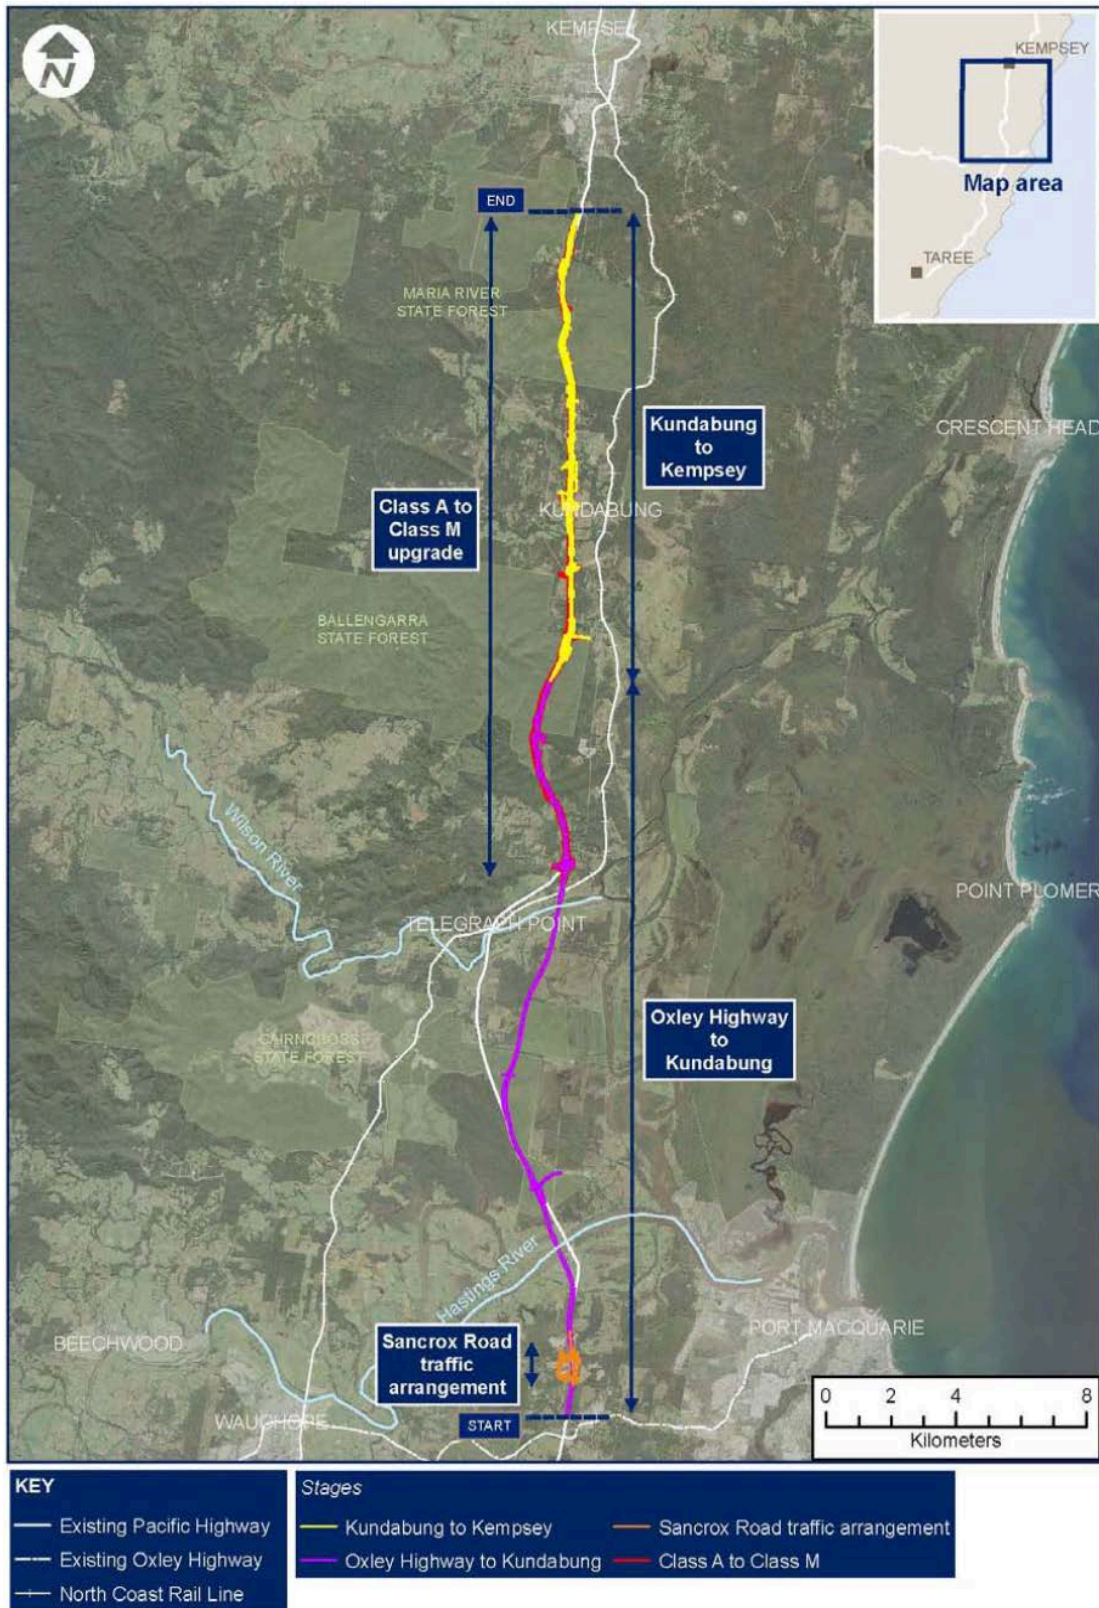 KEMPSEY
N
KEMPSEY
Map area
TAREE
END
MARIA RIVER
STATE FOREST
CRESCENT HEAD
Kundabung
to
Kempsey
Class A to
Class M
upgrade
KUNDABUNG
BALLENGARRA
STATE FOREST
Wilson River
POINT PLOMER
TELEGRAPH POINT
Oxley Highway
to
Kundabung
CAIRNCROSS
STATE FOREST
Hastings River
BEECHWOOD
PORT MACQUARIE
Sancrox Road
traffic
arrangement
WAUCHOPE
START
0 2 4 8
Kilometers
KEY
Existing Pacific Highway
Existing Oxley Highway
North Coast Rail Line
Stages
Kundabung to Kempsey
Oxley Highway to Kundabung
Sancrox Road traffic arrangement
Class A to Class M